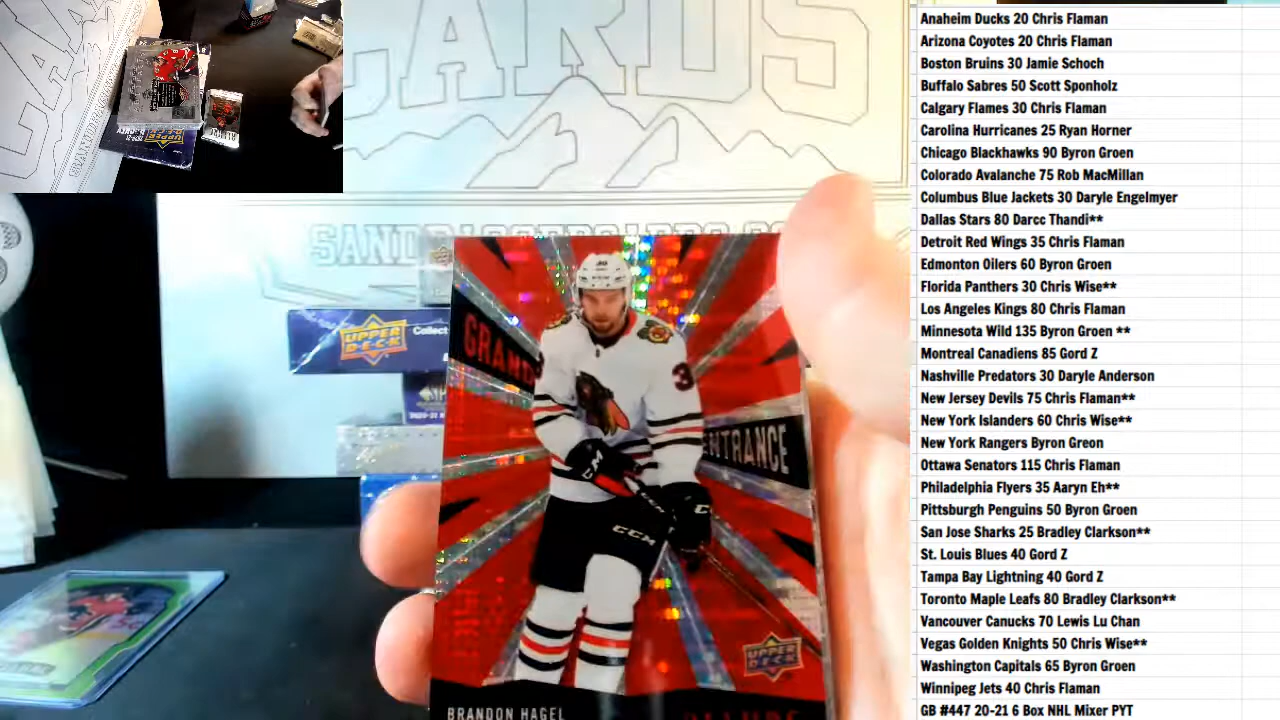 CARDS
UPPER DECK
Collect
GRAND
ENTRANCE
38
CCM
UPPER DECK
BRANDON HAGEL
ALLURE
Anaheim Ducks 20 Chris Flaman
Arizona Coyotes 20 Chris Flaman
Boston Bruins 30 Jamie Schoch
Buffalo Sabres 50 Scott Sponholz
Calgary Flames 30 Chris Flaman
Carolina Hurricanes 25 Ryan Horner
Chicago Blackhawks 90 Byron Groen
Colorado Avalanche 75 Rob MacMillan
Columbus Blue Jackets 30 Daryle Engelmyer
Dallas Stars 80 Darcc Thandi**
Detroit Red Wings 35 Chris Flaman
Edmonton Oilers 60 Byron Groen
Florida Panthers 30 Chris Wise**
Los Angeles Kings 80 Chris Flaman
Minnesota Wild 135 Byron Groen **
Montreal Canadiens 85 Gord Z
Nashville Predators 30 Daryle Anderson
New Jersey Devils 75 Chris Flaman**
New York Islanders 60 Chris Wise**
New York Rangers Byron Greon
Ottawa Senators 115 Chris Flaman
Philadelphia Flyers 35 Aaryn Eh**
Pittsburgh Penguins 50 Byron Groen
San Jose Sharks 25 Bradley Clarkson**
St. Louis Blues 40 Gord Z
Tampa Bay Lightning 40 Gord Z
Toronto Maple Leafs 80 Bradley Clarkson**
Vancouver Canucks 70 Lewis Lu Chan
Vegas Golden Knights 50 Chris Wise**
Washington Capitals 65 Byron Groen
Winnipeg Jets 40 Chris Flaman
GB #447 20-21 6 Box NHL Mixer PYT